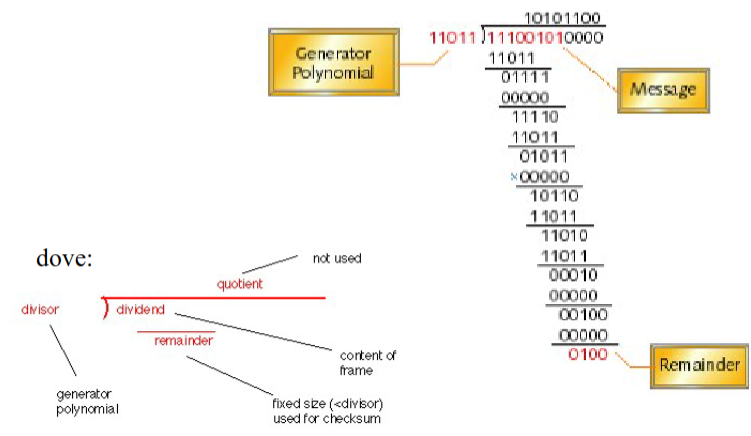 10101100
11011 )111001010000
Generator
Polynomial
11011
01111
Message
00000
11110
11011
01011
×00000
10110
11011
11010
11011
00010
00000
00100
00000
0100
Remainder
dove:
not used
quotient
divisor ) dividend
remainder
content of
frame
generator
polynomial
fixed size (<divisor)
used for checksum